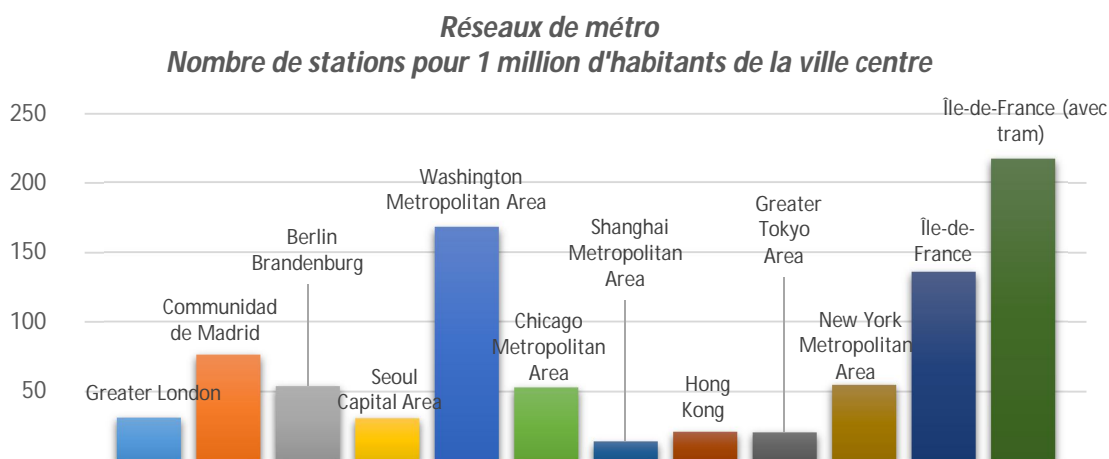 Réseaux de métro
Nombre de stations pour 1 million d'habitants de la ville centre
250
200
150
100
50
Greater London
Communidad
de Madrid
Berlin
Brandenburg
Seoul
Capital Area
Washington
Metropolitan Area
Chicago
Metropolitan
Area
Shanghai
Metropolitan
Area
Hong
Kong
Greater
Tokyo
Area
New York
Metropolitan
Area
Île-de-
France
Île-de-France (avec
tram)